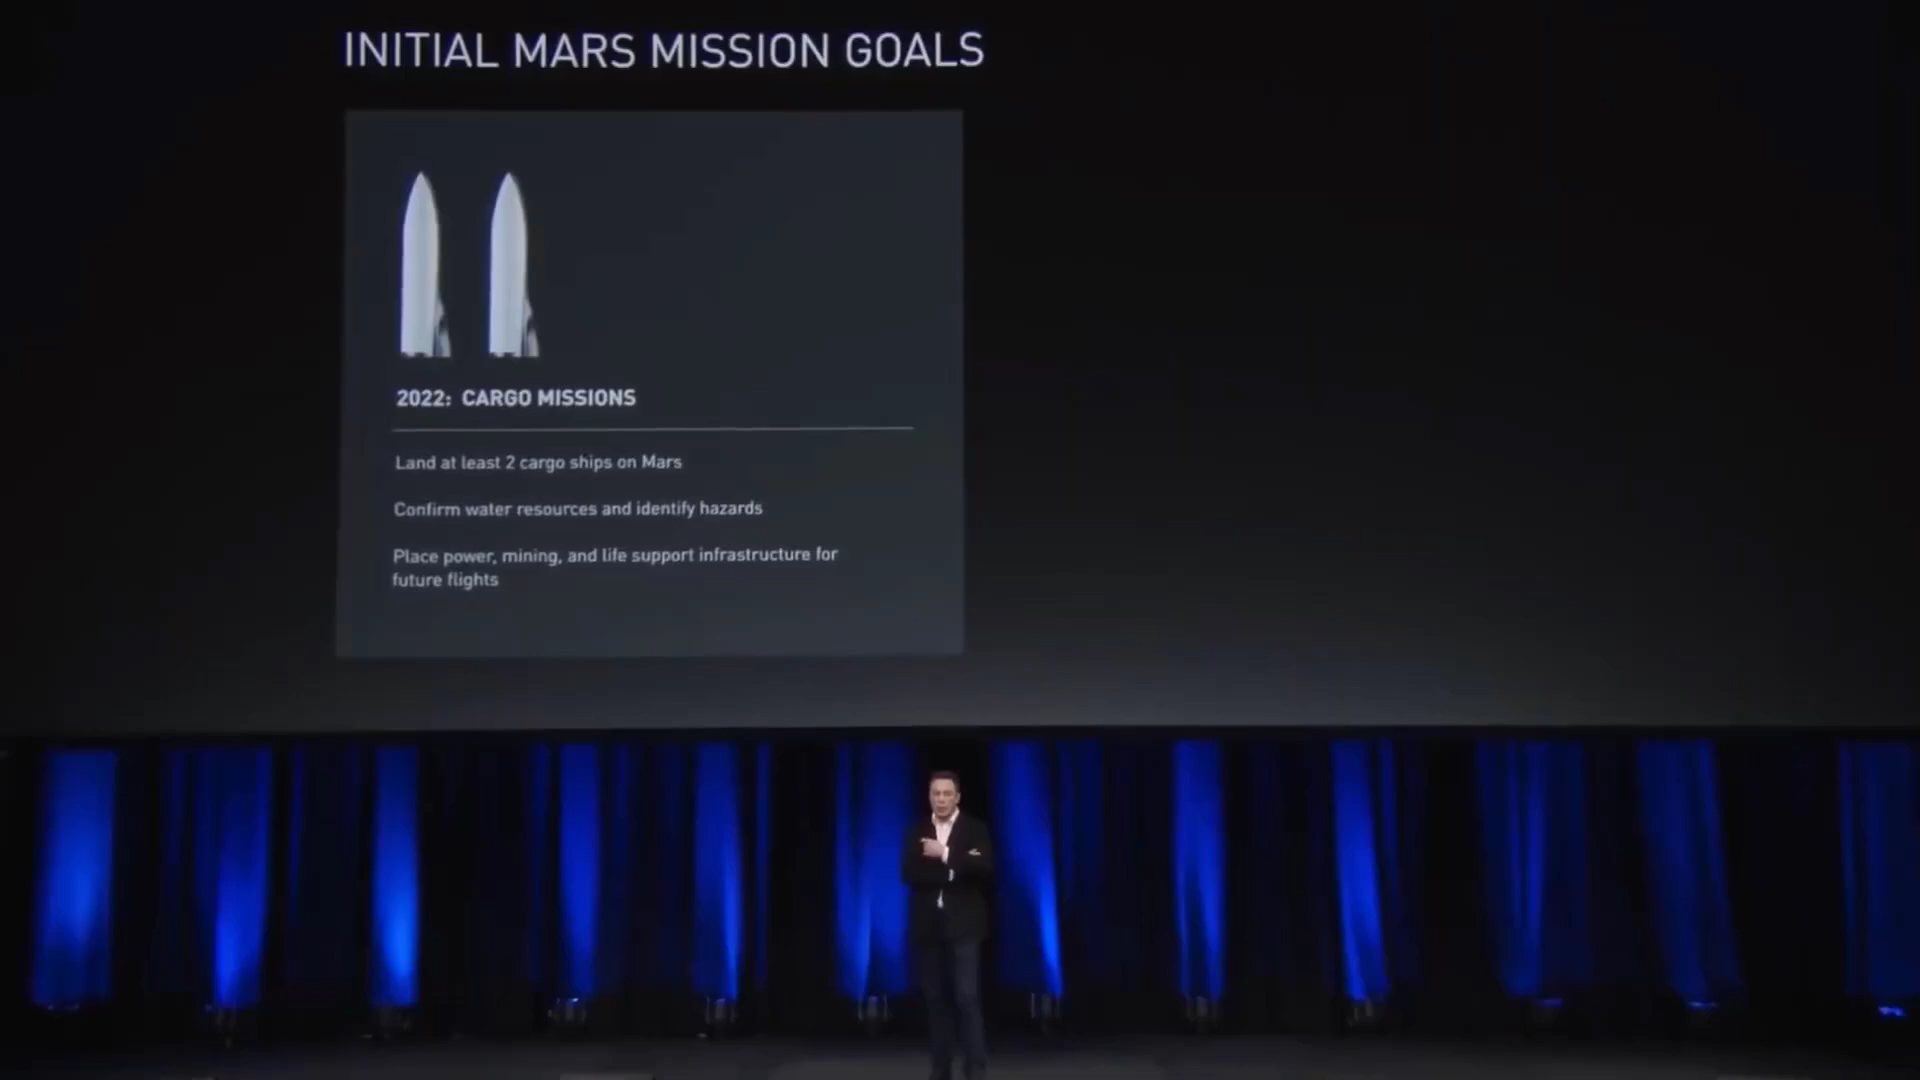 INITIAL MARS MISSION GOALS
2022: CARGO MISSIONS
Land at least 2 cargo ships on Mars
Confirm water resources and identify hazards
Place power, mining, and life support infrastructure for
future flights